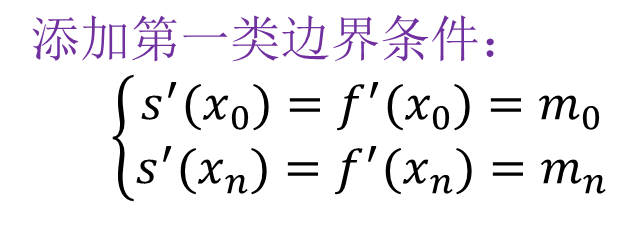 添加第一类边界条件：
s′(x₀) = f′(x₀) = m₀
s′(xₙ) = f′(xₙ) = mₙ